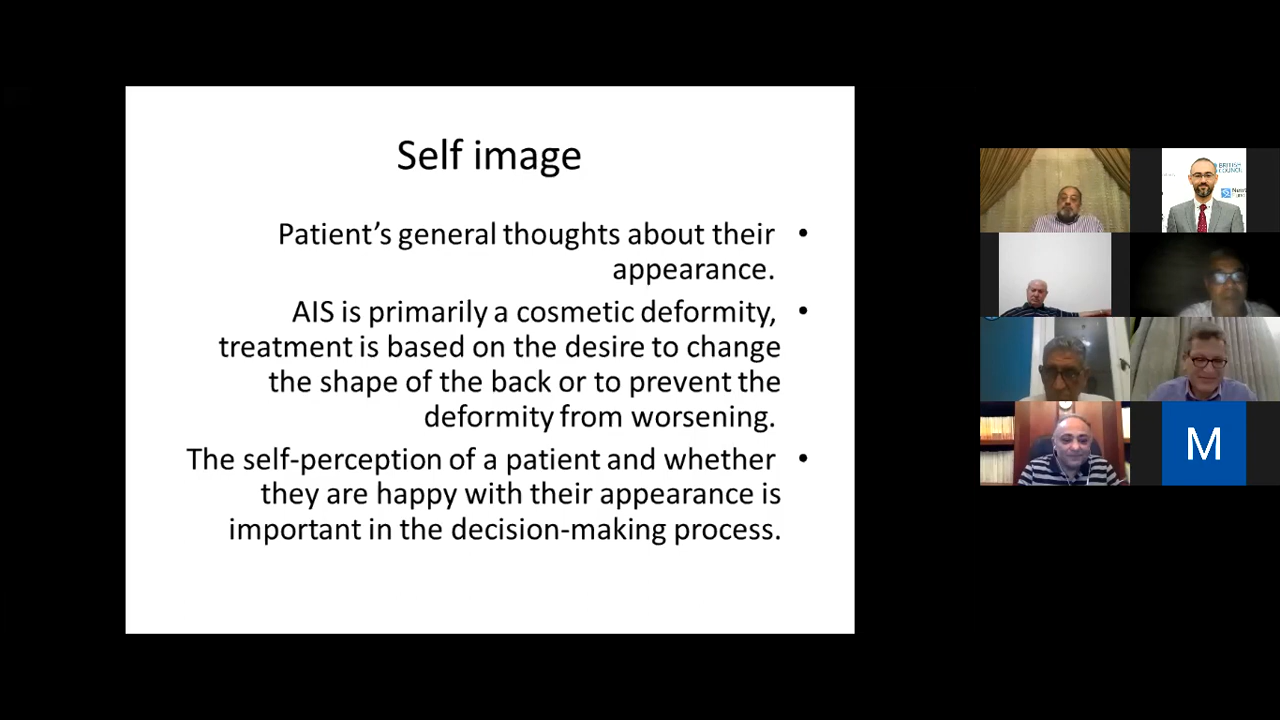 Self image
Patient’s general thoughts about their •
appearance.
AIS is primarily a cosmetic deformity, •
treatment is based on the desire to change
the shape of the back or to prevent the
deformity from worsening.
The self-perception of a patient and whether •
they are happy with their appearance is
important in the decision-making process.
BRITISH
COUNCIL
M